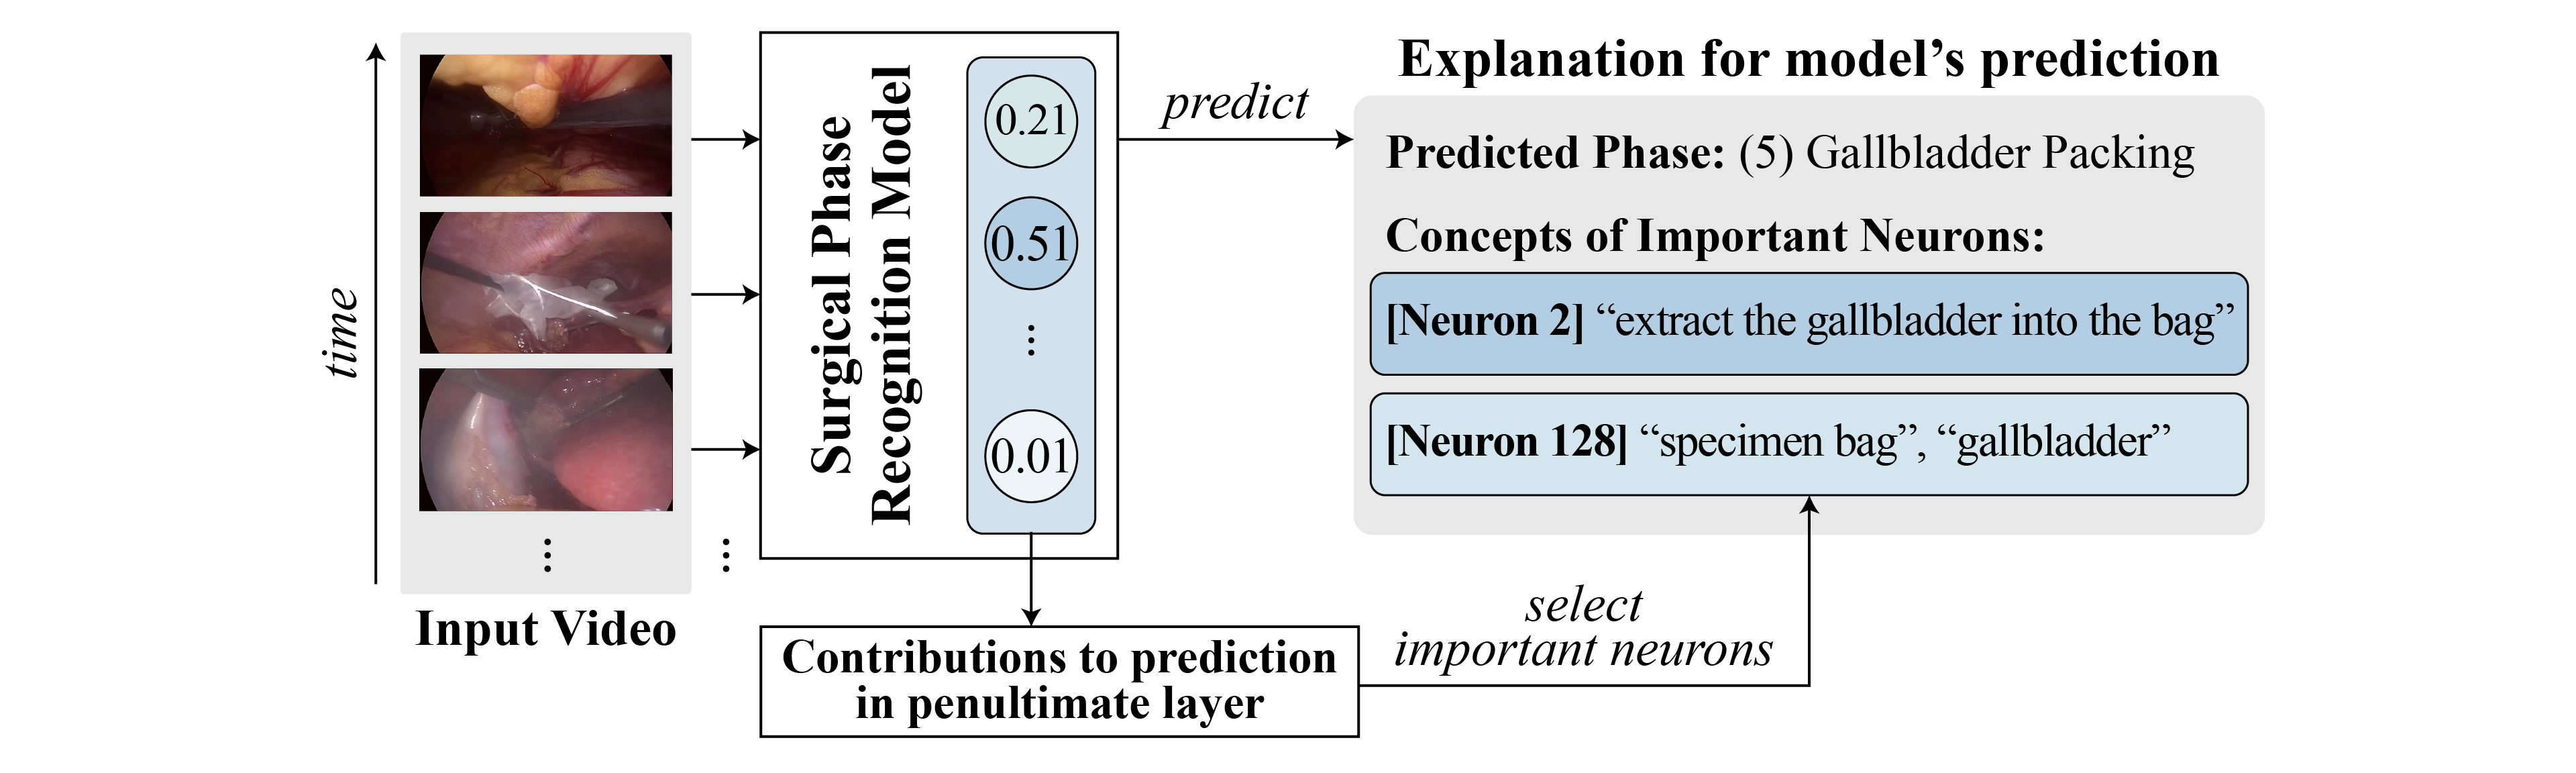 time
Input Video
Surgical Phase
Recognition Model
0.21
0.51
⋮
0.01
predict
Contributions to prediction
in penultimate layer
select
important neurons
Explanation for model’s prediction
Predicted Phase: (5) Gallbladder Packing
Concepts of Important Neurons:
[Neuron 2] “extract the gallbladder into the bag”
[Neuron 128] “specimen bag”, “gallbladder”